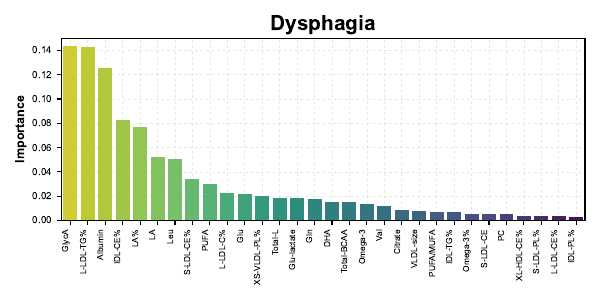 Dysphagia
Importance
0.14
0.12
0.10
0.08
0.06
0.04
0.02
0.00
GlycA
L-LDL-TG%
Albumin
IDL-CE%
LA%
LA
Leu
S-LDL-CE%
PUFA
L-LDL-C%
Glu
XS-VLDL-PL%
Total-L
Glu-lactate
Gln
DHA
Total-BCAA
Omega-3
Val
Citrate
VLDL-size
PUFA/MUFA
IDL-TG%
Omega-3%
S-LDL-CE
PC
XL-HDL-CE%
S-LDL-PL%
L-LDL-CE%
IDL-PL%